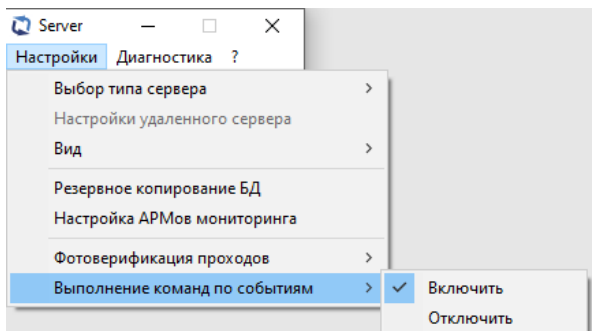 Server
Настройки Диагностика ?
Выбор типа сервера
Настройки удаленного сервера
Вид
Резервное копирование БД
Настройка АРМов мониторинга
Фотоверификация проходов
Выполнение команд по событиям
Включить
Отключить